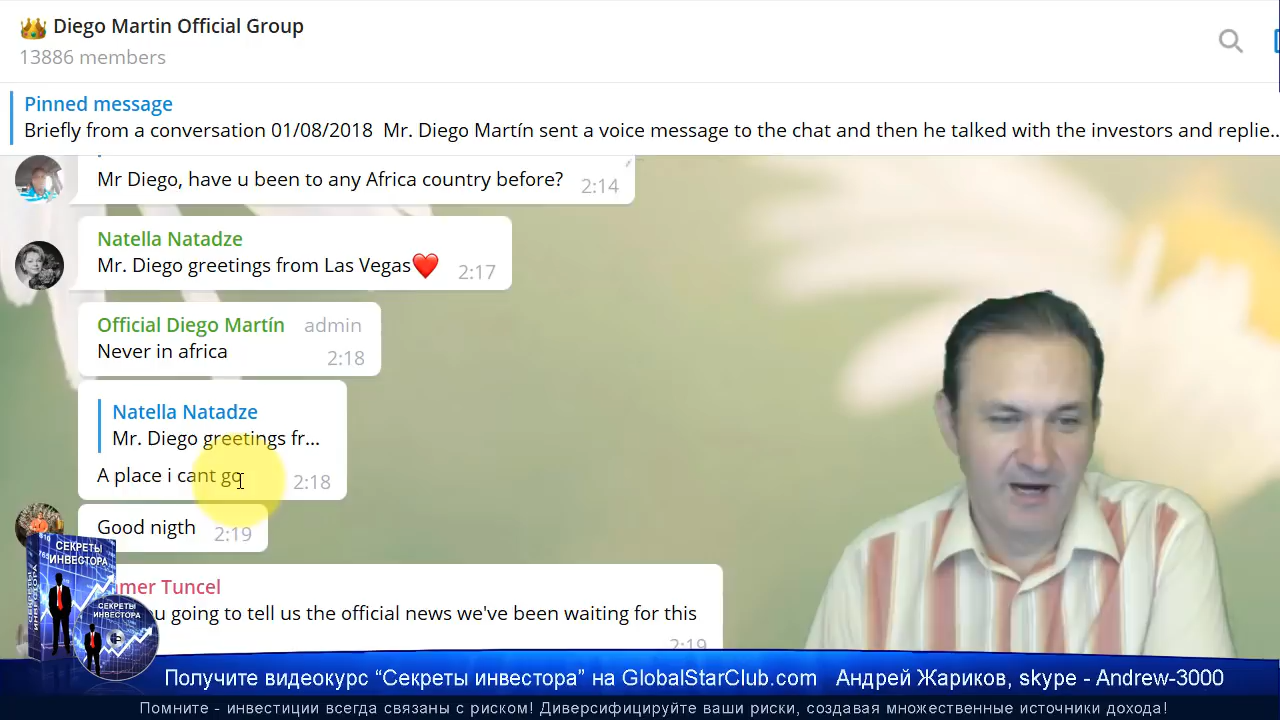 👑 Diego Martin Official Group
13886 members
Pinned message
Briefly from a conversation 01/08/2018 Mr. Diego Martín sent a voice message to the chat and then he talked with the investors and replie..
Mr Diego, have u been to any Africa country before? 2:14
Natella Natadze
Mr. Diego greetings from Las Vegas❤️ 2:17
Official Diego Martín admin
Never in africa 2:18
Natella Natadze
Mr. Diego greetings fr...
A place i cant go 2:18
Good nigth 2:19
Tuncel
going to tell us the official news we've been waiting for this
2:19
СЕКРЕТЫ
ИНВЕСТОРА
СЕКРЕТЫ
ИНВЕСТОРА
Получите видеокурс “Секреты инвестора” на GlobalStarClub.com Андрей Жариков, skype - Andrew-3000
Помните - инвестиции всегда связаны с риском! Диверсифицируйте ваши риски, создавая множественные источники дохода!